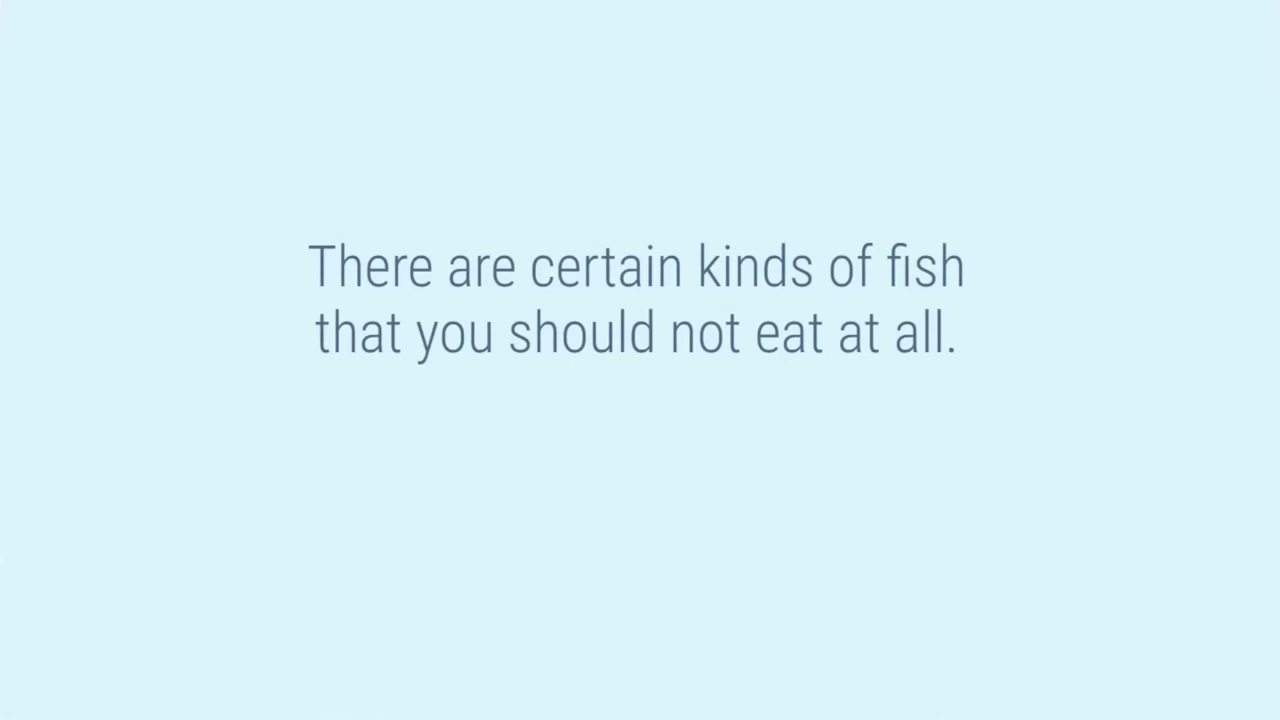 There are certain kinds of fish
that you should not eat at all.